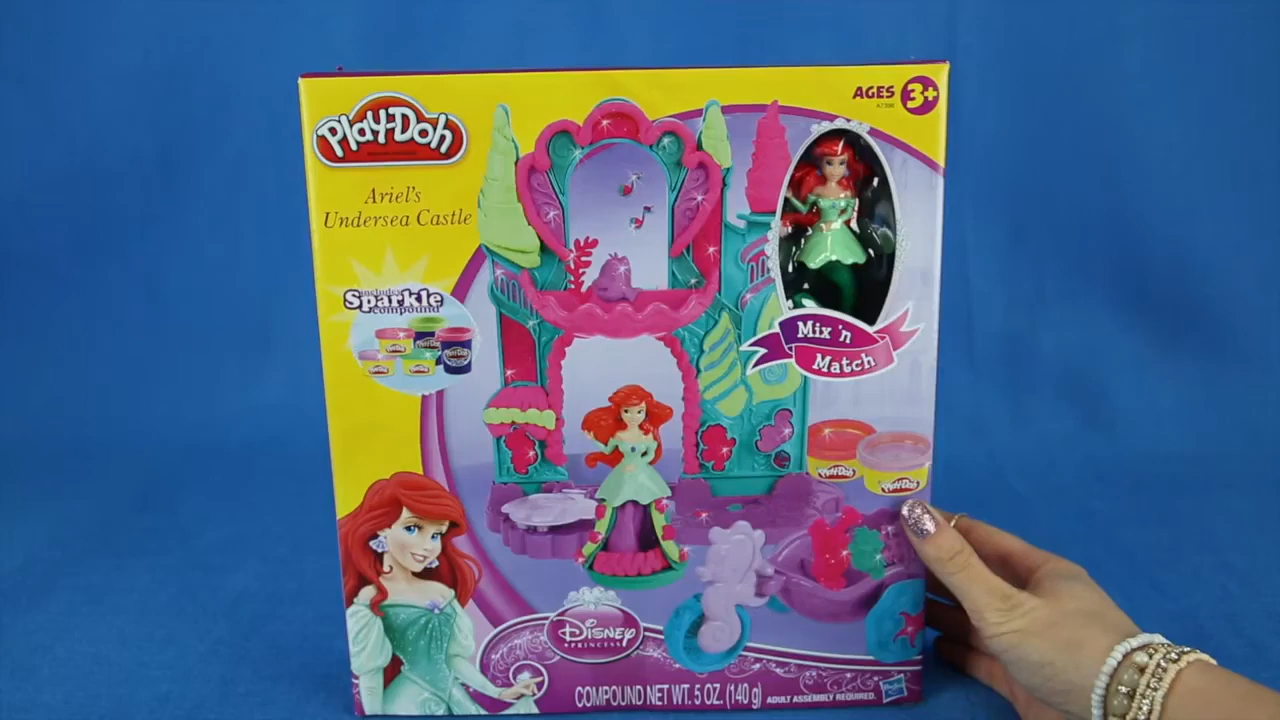 AGES 3+
A7398
Play-Doh
Ariel's
Undersea Castle
includes
Sparkle
compound
Mix 'n
Match
Play-Doh
Play-Doh
Disney
PRINCESS
COMPOUND NET WT. 5 OZ. (140 g) ADULT ASSEMBLY REQUIRED.
Hasbro